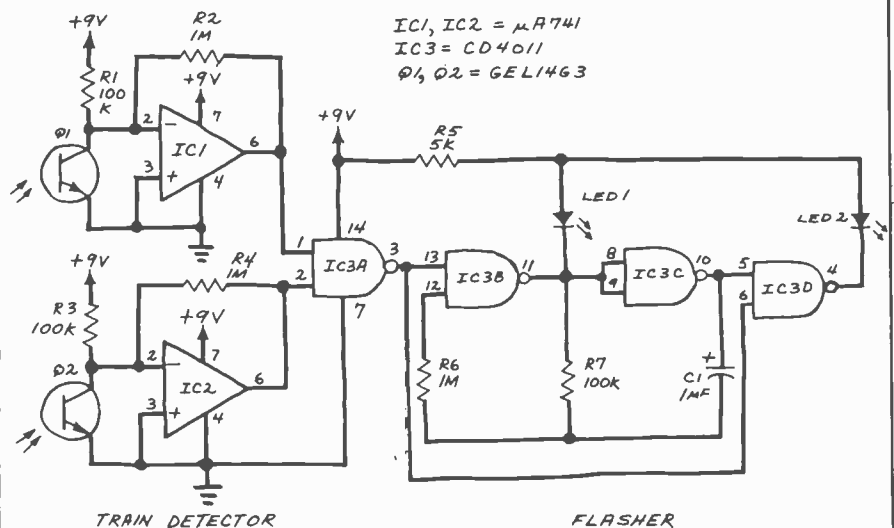 IC1, IC2 = μA741
IC3 = CD4011
Q1, Q2 = GEL14G3
+9V
R2
1M
R1
100
K
+9V
7
2
-
IC1
6
3
+
4
Q1
+9V
R5
5K
LED1
LED2
14
1
2
IC3A
3
7
13
12
IC3B
11
8
9
IC3C
10
5
6
IC3D
4
+9V
R4
1M
R3
100K
+9V
7
2
-
IC2
6
3
+
4
Q2
R6
1M
R7
100K
+
C1
1μF
TRAIN DETECTOR
FLASHER